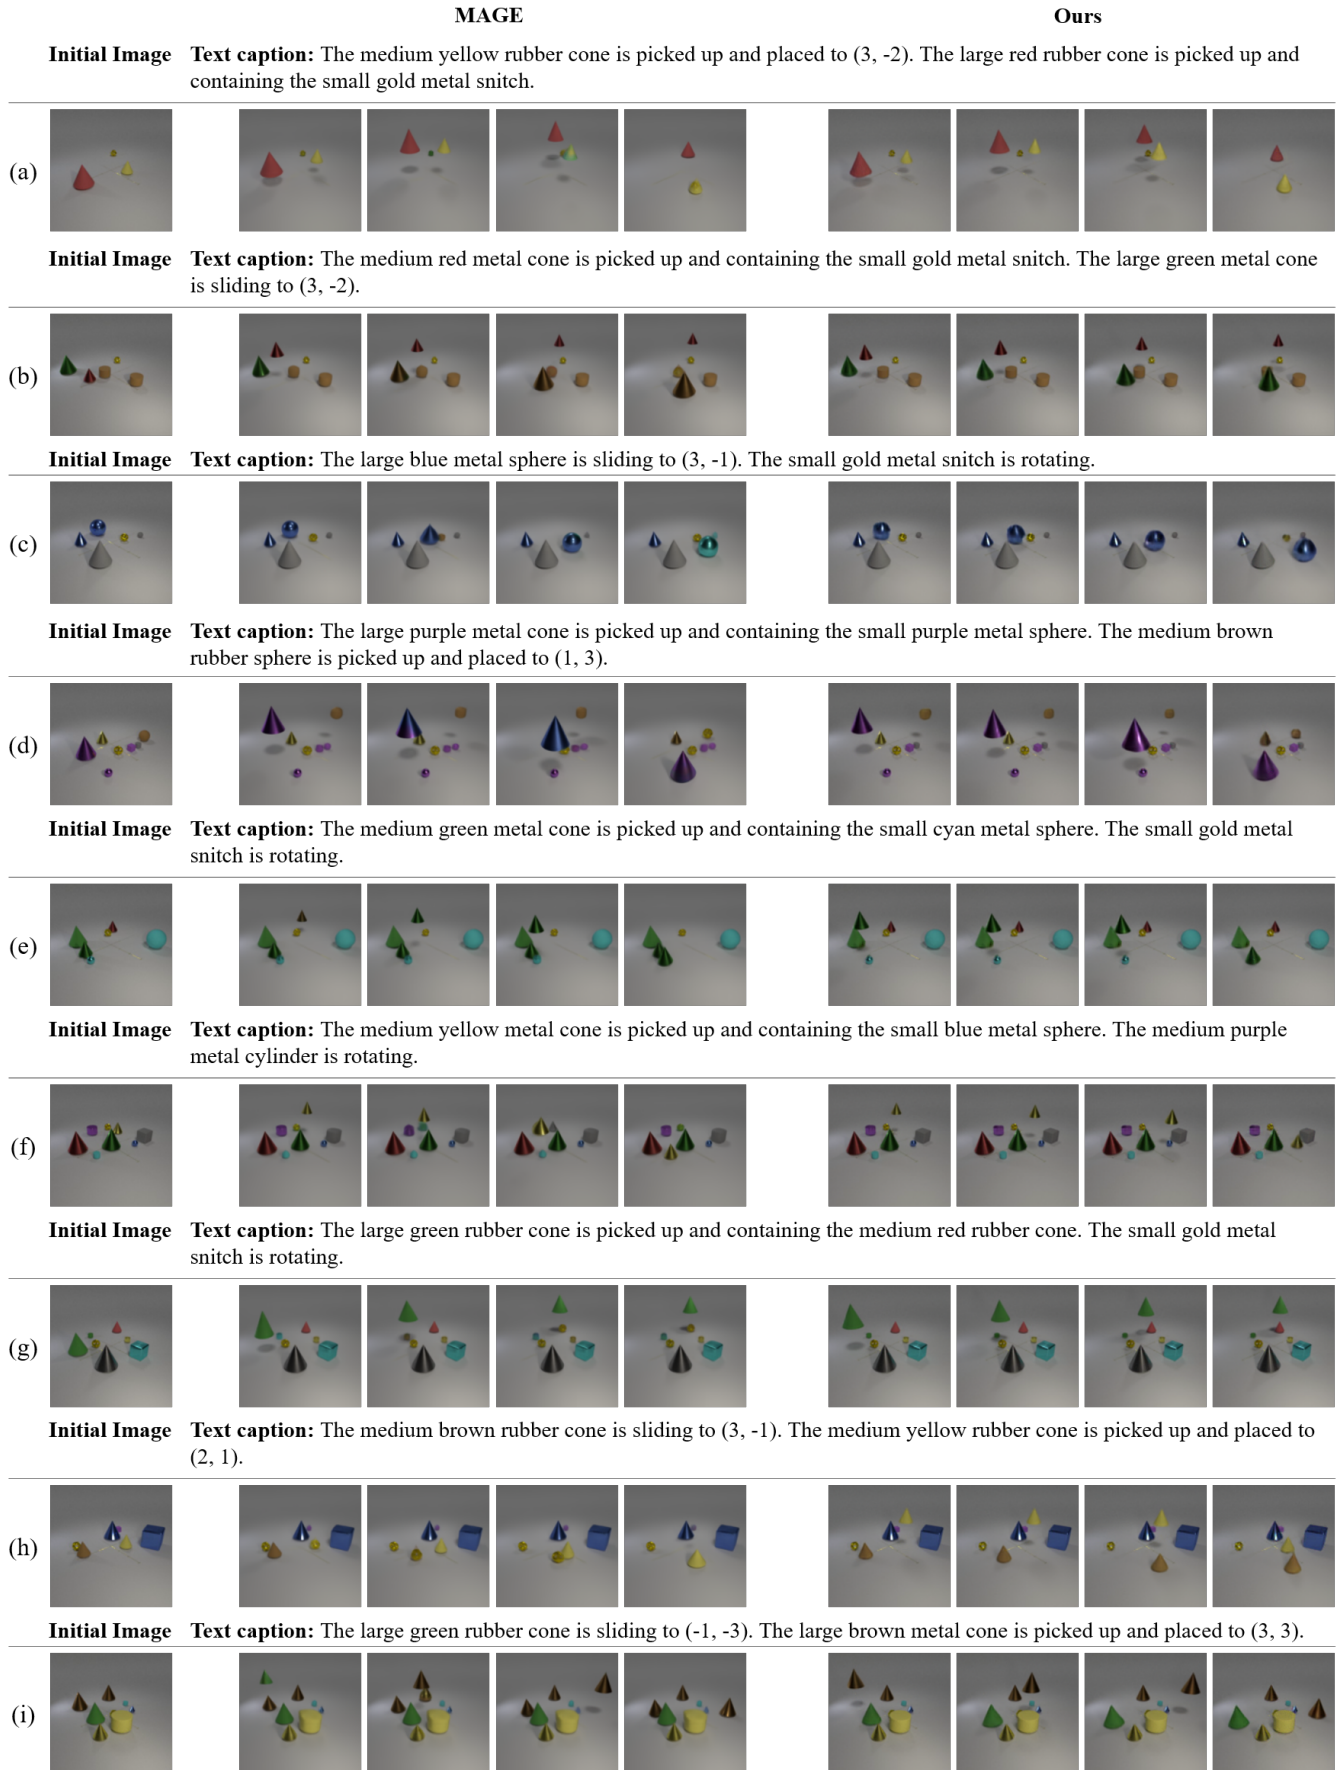 MAGE Ours
Initial Image Text caption: The medium yellow rubber cone is picked up and placed to (3, -2). The large red rubber cone is picked up and
containing the small gold metal snitch.
(a)
Initial Image Text caption: The medium red metal cone is picked up and containing the small gold metal snitch. The large green metal cone
is sliding to (3, -2).
(b)
Initial Image Text caption: The large blue metal sphere is sliding to (3, -1). The small gold metal snitch is rotating.
(c)
Initial Image Text caption: The large purple metal cone is picked up and containing the small purple metal sphere. The medium brown
rubber sphere is picked up and placed to (1, 3).
(d)
Initial Image Text caption: The medium green metal cone is picked up and containing the small cyan metal sphere. The small gold metal
snitch is rotating.
(e)
Initial Image Text caption: The medium yellow metal cone is picked up and containing the small blue metal sphere. The medium purple
metal cylinder is rotating.
(f)
Initial Image Text caption: The large green rubber cone is picked up and containing the medium red rubber cone. The small gold metal
snitch is rotating.
(g)
Initial Image Text caption: The medium brown rubber cone is sliding to (3, -1). The medium yellow rubber cone is picked up and placed to
(2, 1).
(h)
Initial Image Text caption: The large green rubber cone is sliding to (-1, -3). The large brown metal cone is picked up and placed to (3, 3).
(i)